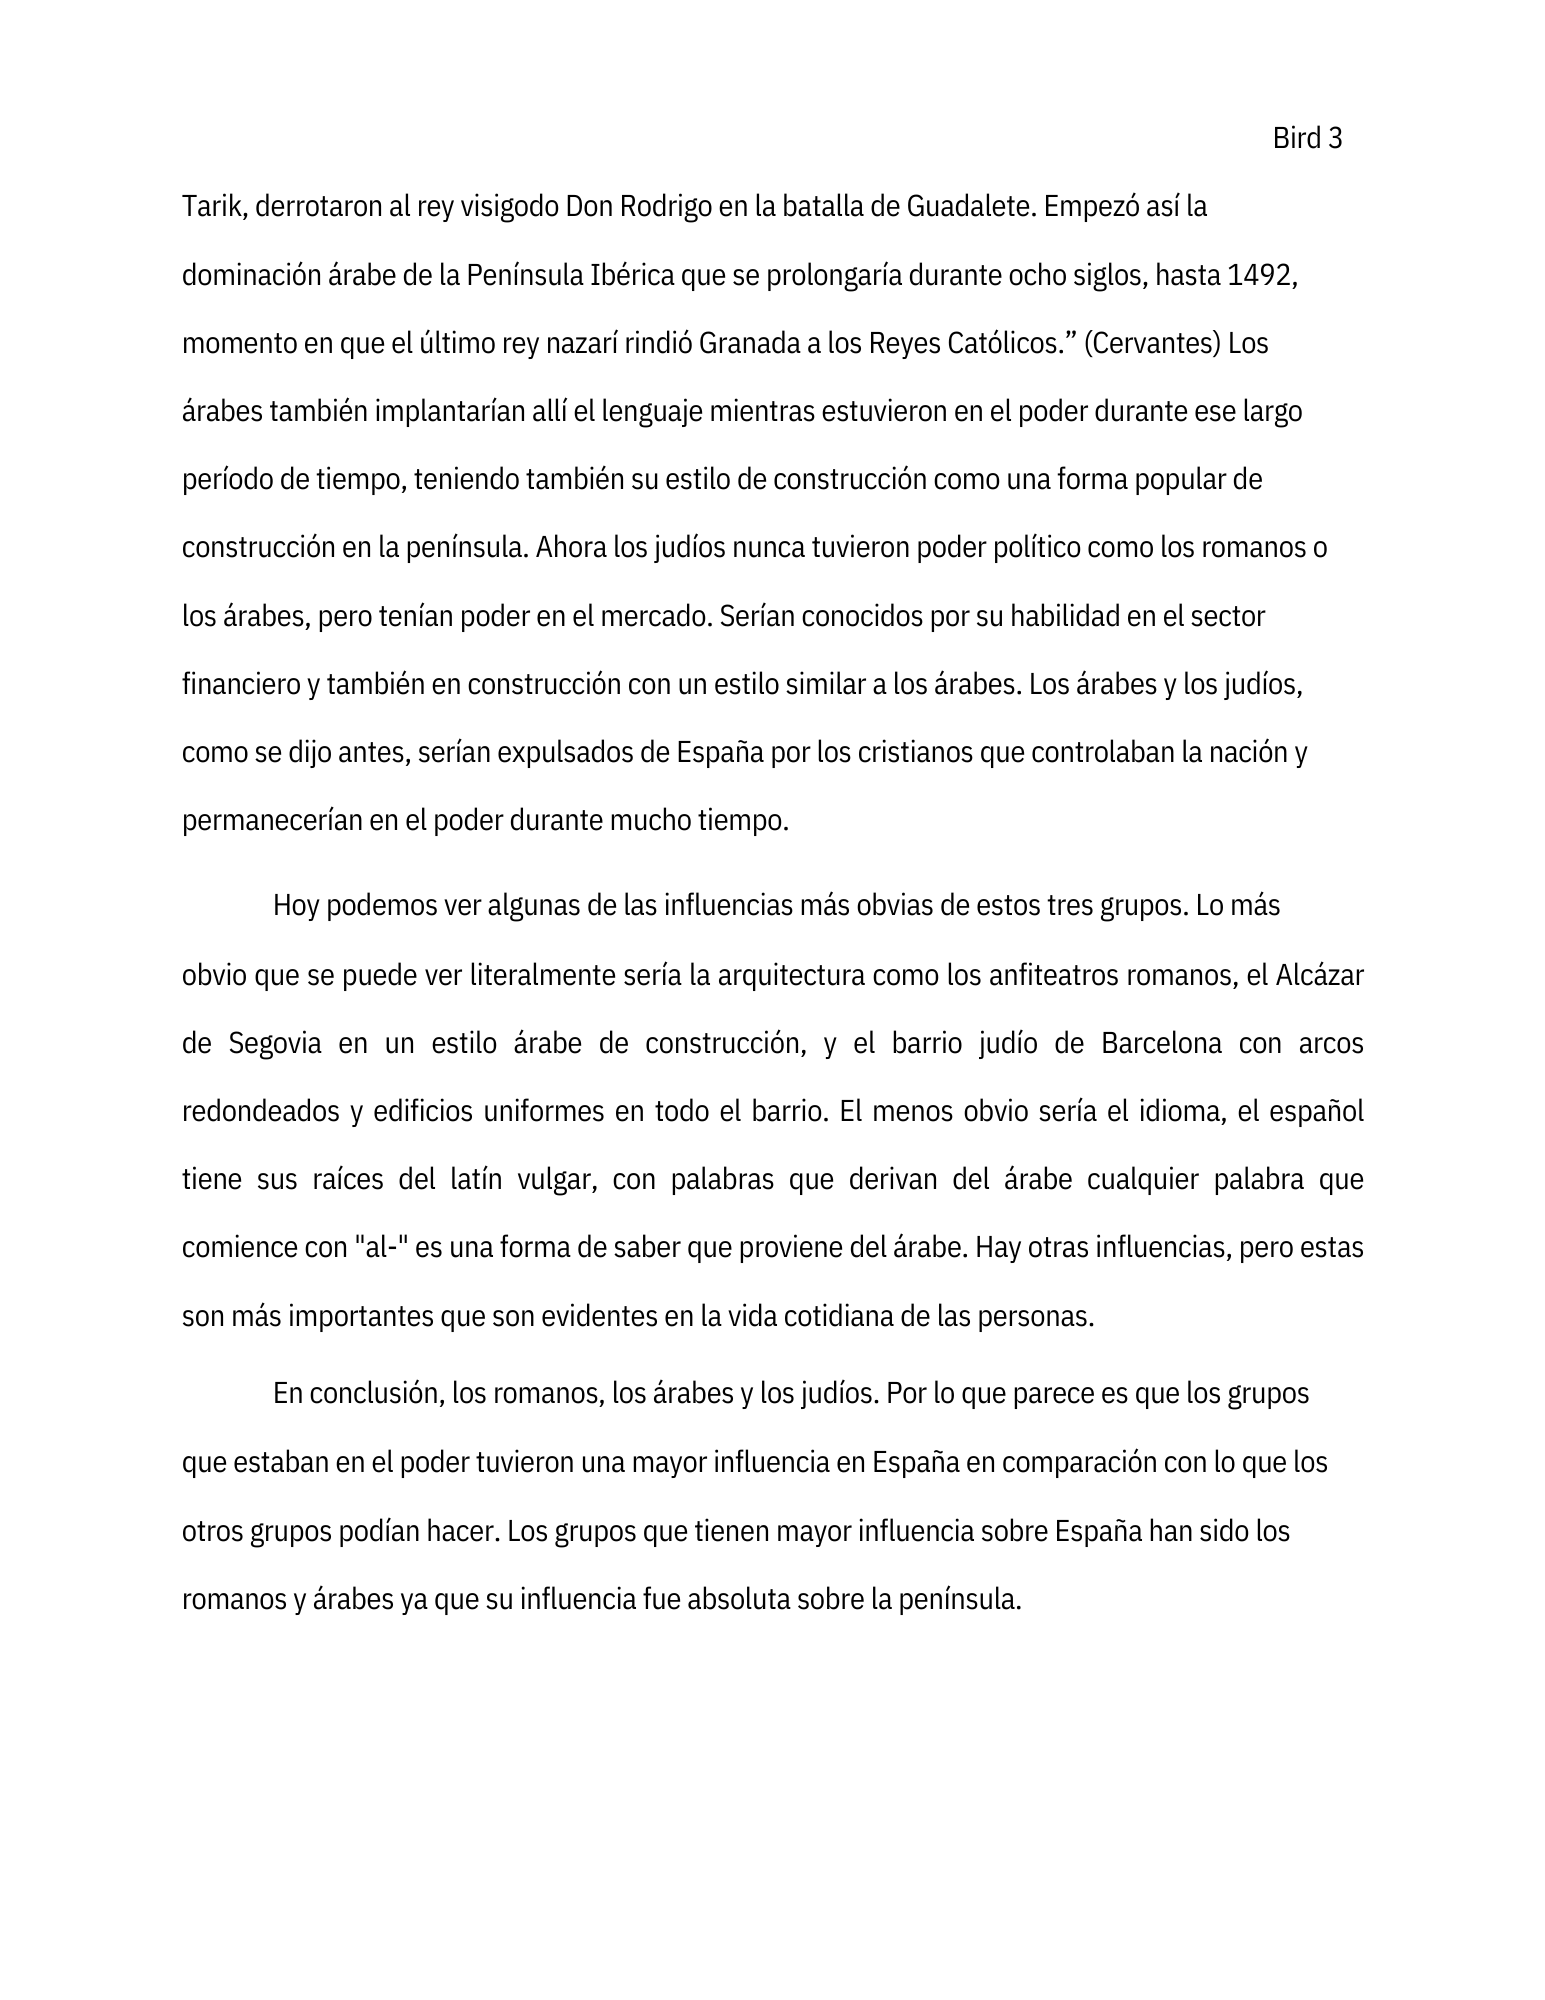 Bird 3
Tarik, derrotaron al rey visigodo Don Rodrigo en la batalla de Guadalete. Empezó así la
dominación árabe de la Península Ibérica que se prolongaría durante ocho siglos, hasta 1492,
momento en que el último rey nazarí rindió Granada a los Reyes Católicos.” (Cervantes) Los
árabes también implantarían allí el lenguaje mientras estuvieron en el poder durante ese largo
período de tiempo, teniendo también su estilo de construcción como una forma popular de
construcción en la península. Ahora los judíos nunca tuvieron poder político como los romanos o
los árabes, pero tenían poder en el mercado. Serían conocidos por su habilidad en el sector
financiero y también en construcción con un estilo similar a los árabes. Los árabes y los judíos,
como se dijo antes, serían expulsados de España por los cristianos que controlaban la nación y
permanecerían en el poder durante mucho tiempo.
Hoy podemos ver algunas de las influencias más obvias de estos tres grupos. Lo más
obvio que se puede ver literalmente sería la arquitectura como los anfiteatros romanos, el Alcázar
de Segovia en un estilo árabe de construcción, y el barrio judío de Barcelona con arcos
redondeados y edificios uniformes en todo el barrio. El menos obvio sería el idioma, el español
tiene sus raíces del latín vulgar, con palabras que derivan del árabe cualquier palabra que
comience con "al-" es una forma de saber que proviene del árabe. Hay otras influencias, pero estas
son más importantes que son evidentes en la vida cotidiana de las personas.
En conclusión, los romanos, los árabes y los judíos. Por lo que parece es que los grupos
que estaban en el poder tuvieron una mayor influencia en España en comparación con lo que los
otros grupos podían hacer. Los grupos que tienen mayor influencia sobre España han sido los
romanos y árabes ya que su influencia fue absoluta sobre la península.